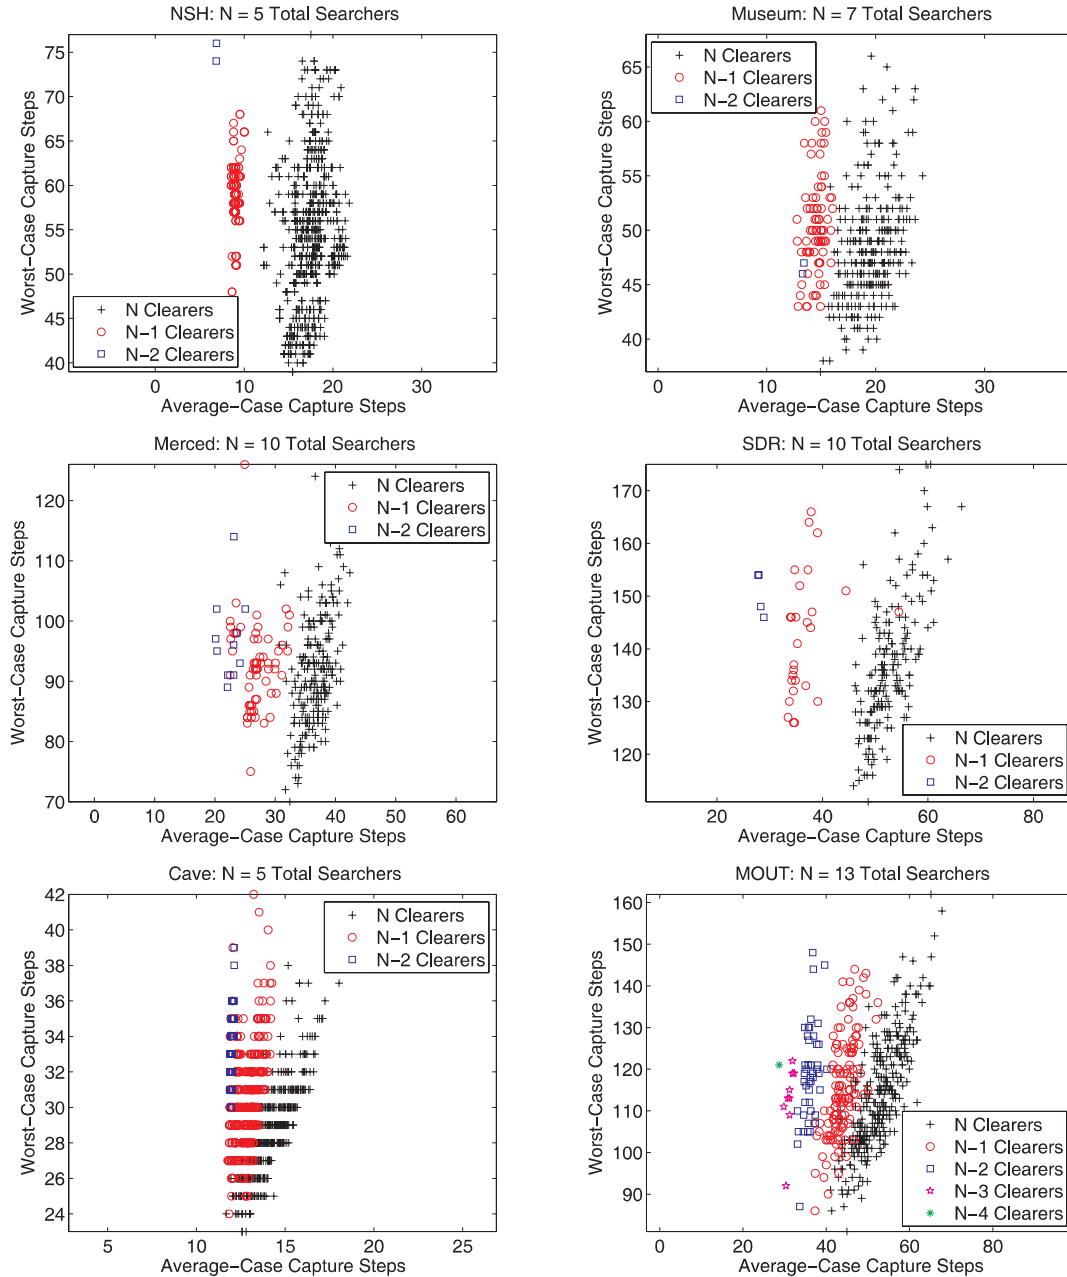 NSH: N = 5 Total Searchers
Worst-Case Capture Steps
75
70
65
60
55
50
45
40
N Clearers
N-1 Clearers
N-2 Clearers
0 10 20 30
Average-Case Capture Steps
Museum: N = 7 Total Searchers
Worst-Case Capture Steps
65
60
55
50
45
40
N Clearers
N-1 Clearers
N-2 Clearers
0 10 20 30
Average-Case Capture Steps
Merced: N = 10 Total Searchers
Worst-Case Capture Steps
120
110
100
90
80
70
N Clearers
N-1 Clearers
N-2 Clearers
0 10 20 30 40 50 60
Average-Case Capture Steps
SDR: N = 10 Total Searchers
Worst-Case Capture Steps
170
160
150
140
130
120
N Clearers
N-1 Clearers
N-2 Clearers
20 40 60 80
Average-Case Capture Steps
Cave: N = 5 Total Searchers
Worst-Case Capture Steps
42
40
38
36
34
32
30
28
26
24
N Clearers
N-1 Clearers
N-2 Clearers
5 10 15 20 25
Average-Case Capture Steps
MOUT: N = 13 Total Searchers
Worst-Case Capture Steps
160
150
140
130
120
110
100
90
N Clearers
N-1 Clearers
N-2 Clearers
N-3 Clearers
N-4 Clearers
0 20 40 60 80
Average-Case Capture Steps